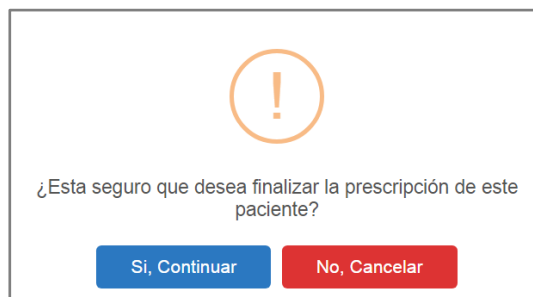 !
¿Esta seguro que desea finalizar la prescripción de este
paciente?
Si, Continuar
No, Cancelar